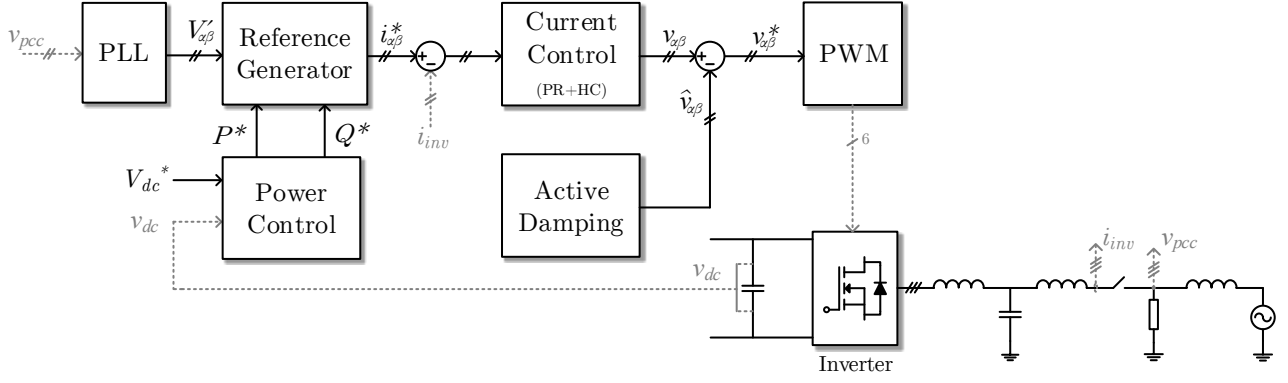 v_pcc
PLL
V′_αβ
Reference
Generator
i*_αβ
+
−
i_inv
Current
Control
(PR+HC)
v_αβ
+
−
v*_αβ
PWM
v̂_αβ
P*
Q*
6
V_dc*
v_dc
Power
Control
Active
Damping
v_dc
Inverter
i_inv
v_pcc